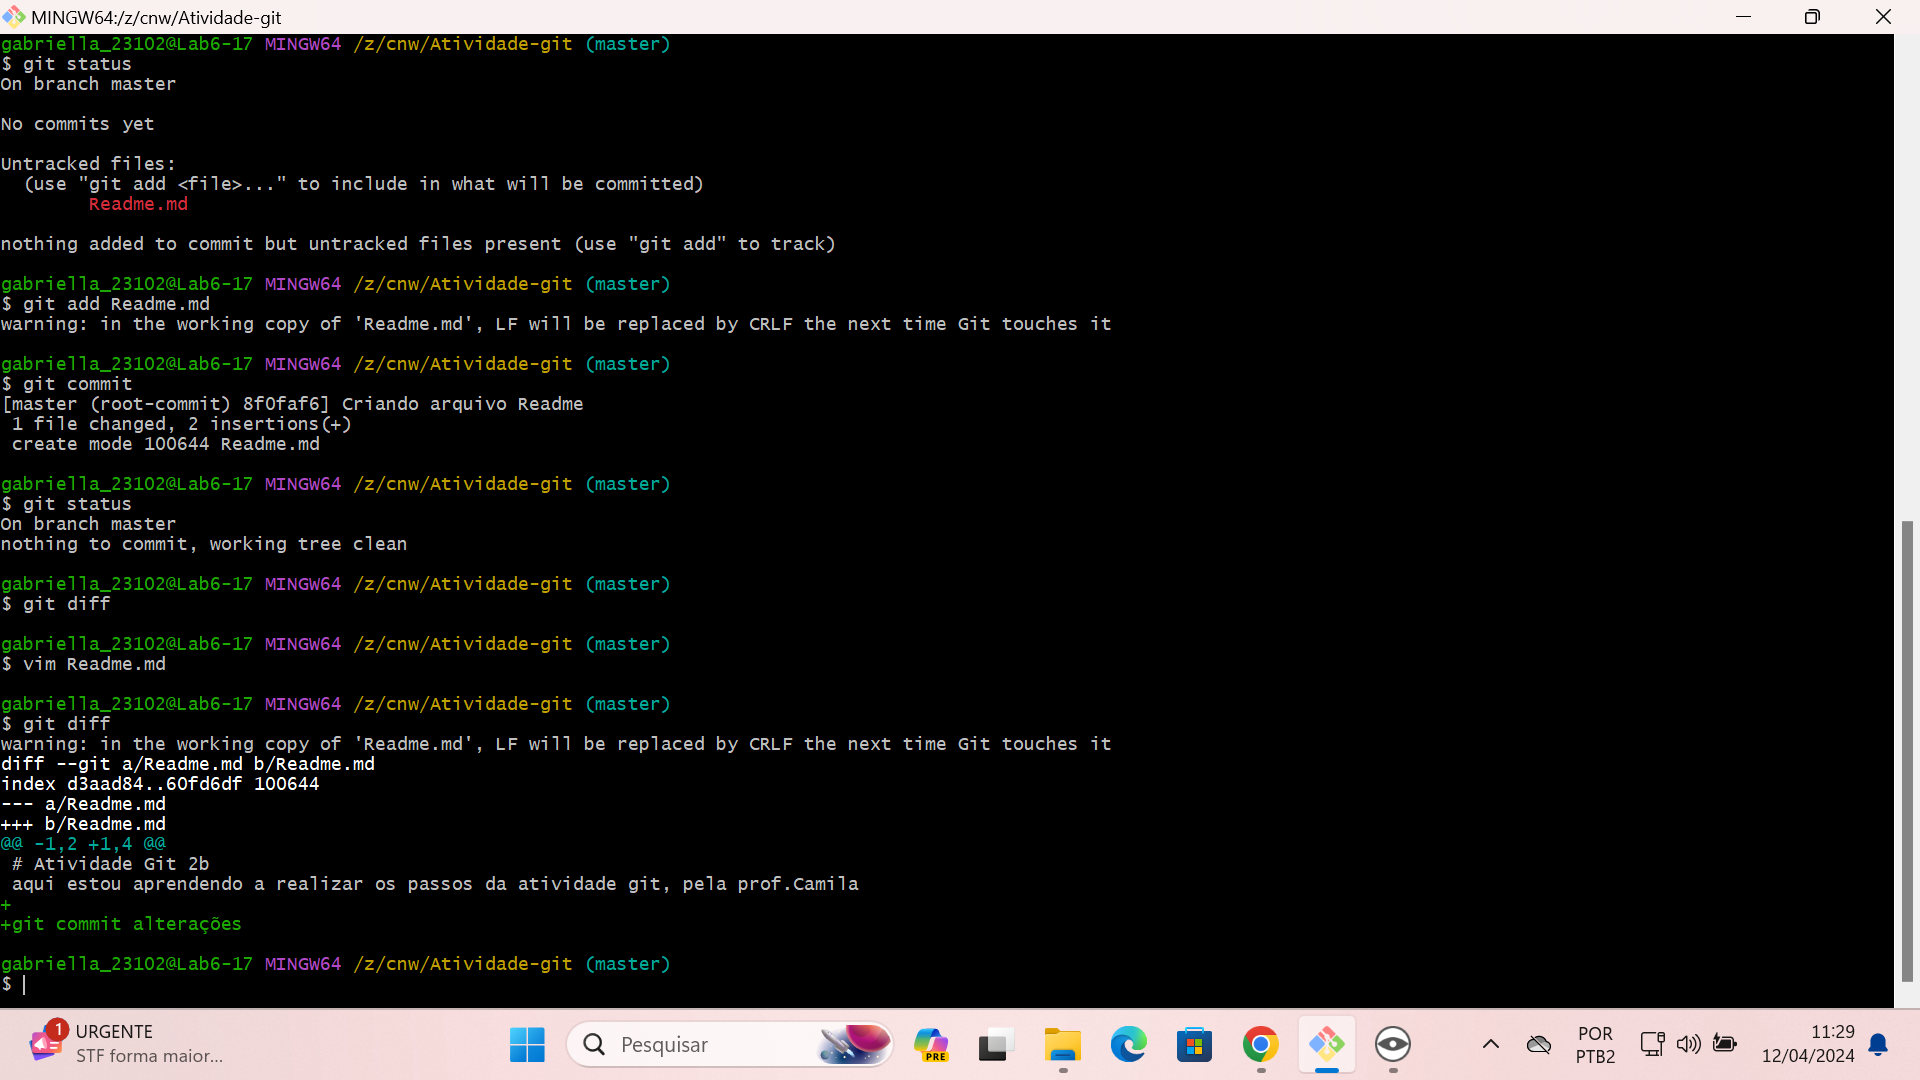 MINGW64:/z/cnw/Atividade-git
gabriella_23102@Lab6-17 MINGW64 /z/cnw/Atividade-git (master)
$ git status
On branch master
No commits yet
Untracked files:
  (use "git add <file>..." to include in what will be committed)
        Readme.md
nothing added to commit but untracked files present (use "git add" to track)
gabriella_23102@Lab6-17 MINGW64 /z/cnw/Atividade-git (master)
$ git add Readme.md
warning: in the working copy of 'Readme.md', LF will be replaced by CRLF the next time Git touches it
gabriella_23102@Lab6-17 MINGW64 /z/cnw/Atividade-git (master)
$ git commit
[master (root-commit) 8f0faf6] Criando arquivo Readme
 1 file changed, 2 insertions(+)
 create mode 100644 Readme.md
gabriella_23102@Lab6-17 MINGW64 /z/cnw/Atividade-git (master)
$ git status
On branch master
nothing to commit, working tree clean
gabriella_23102@Lab6-17 MINGW64 /z/cnw/Atividade-git (master)
$ git diff
gabriella_23102@Lab6-17 MINGW64 /z/cnw/Atividade-git (master)
$ vim Readme.md
gabriella_23102@Lab6-17 MINGW64 /z/cnw/Atividade-git (master)
$ git diff
warning: in the working copy of 'Readme.md', LF will be replaced by CRLF the next time Git touches it
diff --git a/Readme.md b/Readme.md
index d3aad84..60fd6df 100644
--- a/Readme.md
+++ b/Readme.md
@@ -1,2 +1,4 @@
 # Atividade Git 2b
 aqui estou aprendendo a realizar os passos da atividade git, pela prof.Camila
+
+git commit alterações
gabriella_23102@Lab6-17 MINGW64 /z/cnw/Atividade-git (master)
$
1
URGENTE
STF forma maior...
Pesquisar
PRE
POR
PTB2
11:29
12/04/2024